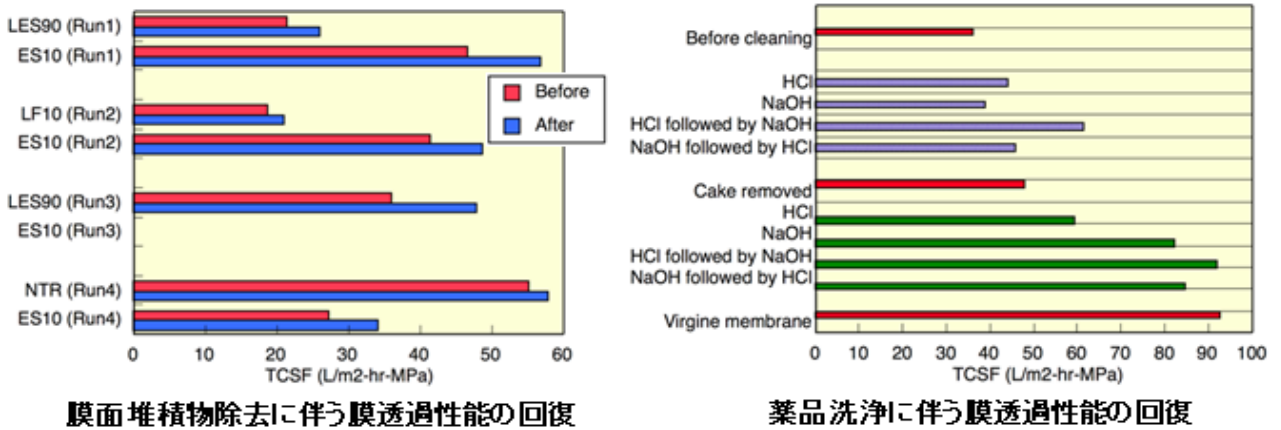 LES90 (Run1)
ES10 (Run1)
LF10 (Run2)
ES10 (Run2)
LES90 (Run3)
ES10 (Run3)
NTR (Run4)
ES10 (Run4)
Before
After
0 10 20 30 40 50 60
TCSF (L/m2-hr-MPa)
膜面堆積物除去に伴う膜透過性能の回復
Before cleaning
HCl
NaOH
HCl followed by NaOH
NaOH followed by HCl
Cake removed
HCl
NaOH
HCl followed by NaOH
NaOH followed by HCl
Virgine membrane
0 10 20 30 40 50 60 70 80 90 100
TCSF (L/m2-hr-MPa)
薬品洗浄に伴う膜透過性能の回復